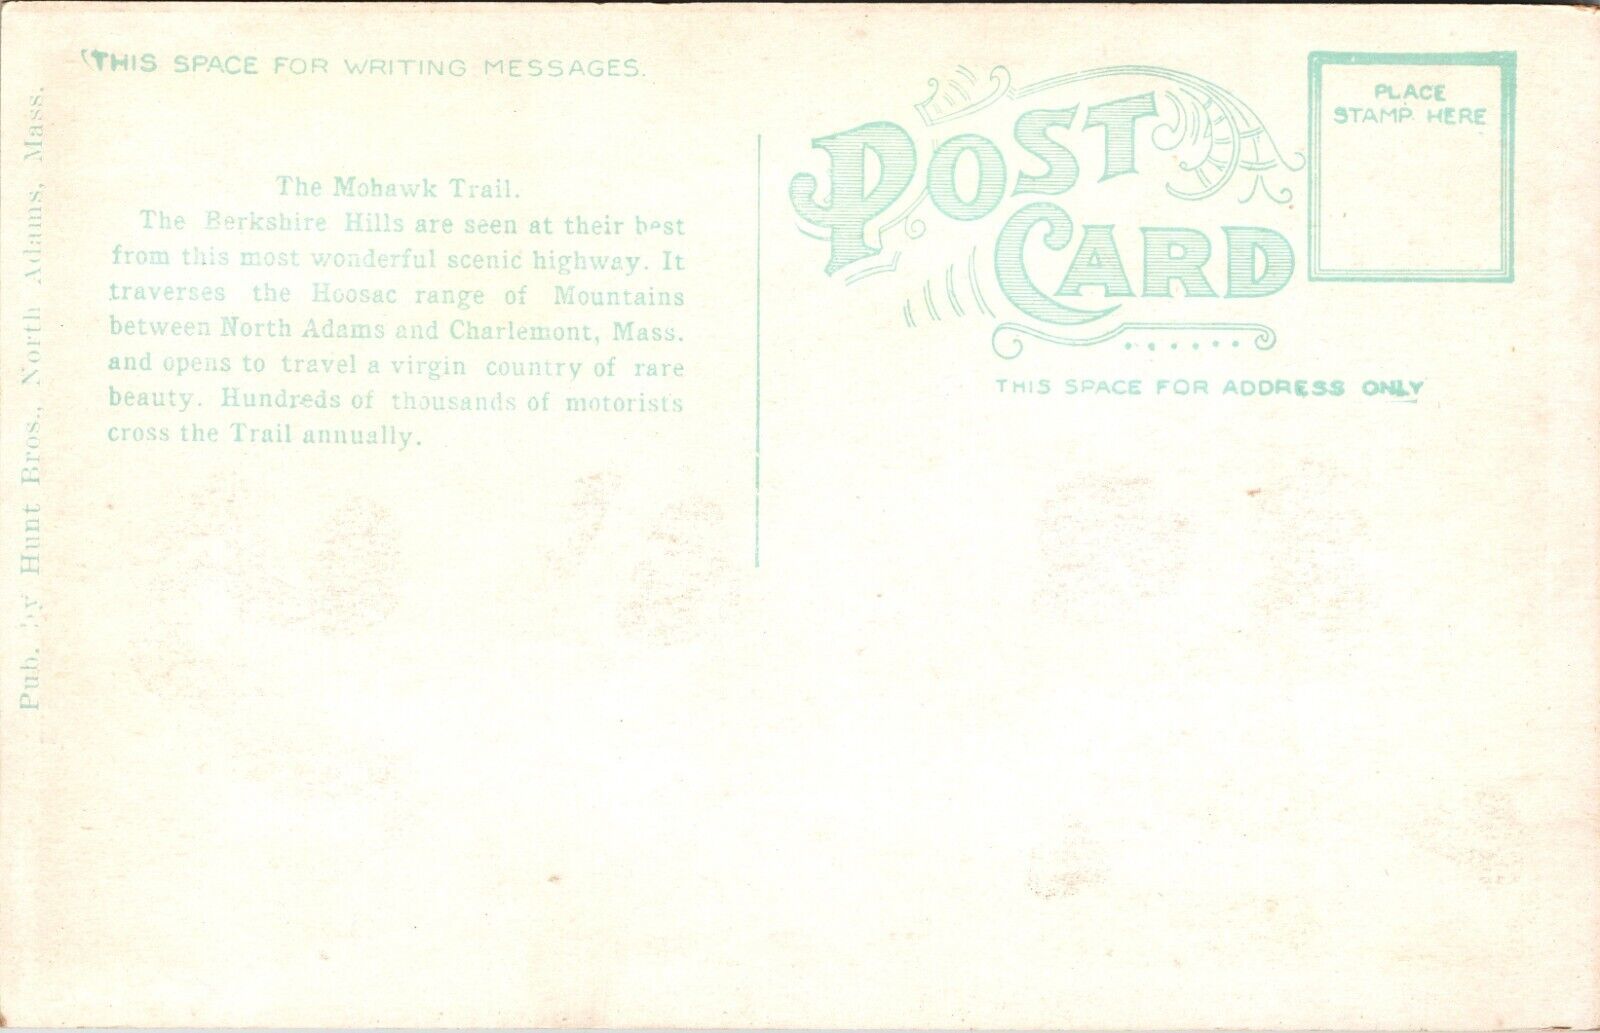 THIS SPACE FOR WRITING MESSAGES.
Pub. by Hunt Bros., North Adams, Mass.
The Mohawk Trail.
The Berkshire Hills are seen at their best
from this most wonderful scenic highway. It
traverses the Hoosac range of Mountains
between North Adams and Charlemont, Mass.
and opens to travel a virgin country of rare
beauty. Hundreds of thousands of motorists
cross the Trail annually.
POST CARD
PLACE
STAMP HERE
THIS SPACE FOR ADDRESS ONLY